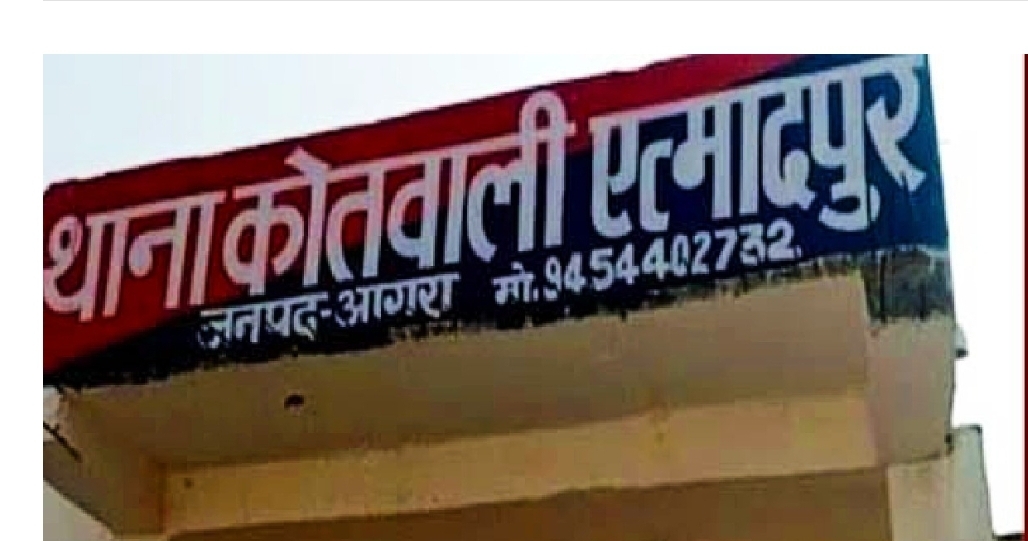 थाना कोतवाली एत्मादपुर
जनपद-आगरा मो.9454402732.